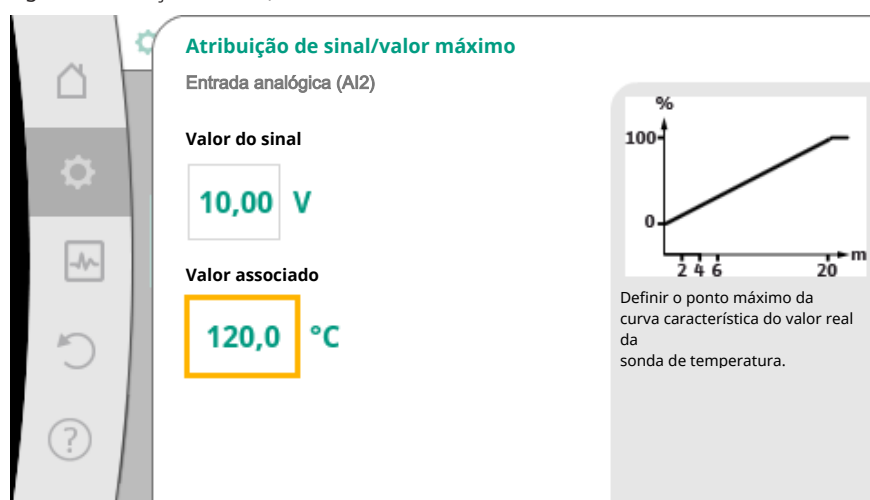 Atribuição de sinal/valor máximo
Entrada analógica (AI2)
Valor do sinal
10,00 V
Valor associado
120,0 °C
%
100
0
2 4 6 20 m
Definir o ponto máximo da
curva característica do valor real
da
sonda de temperatura.
?